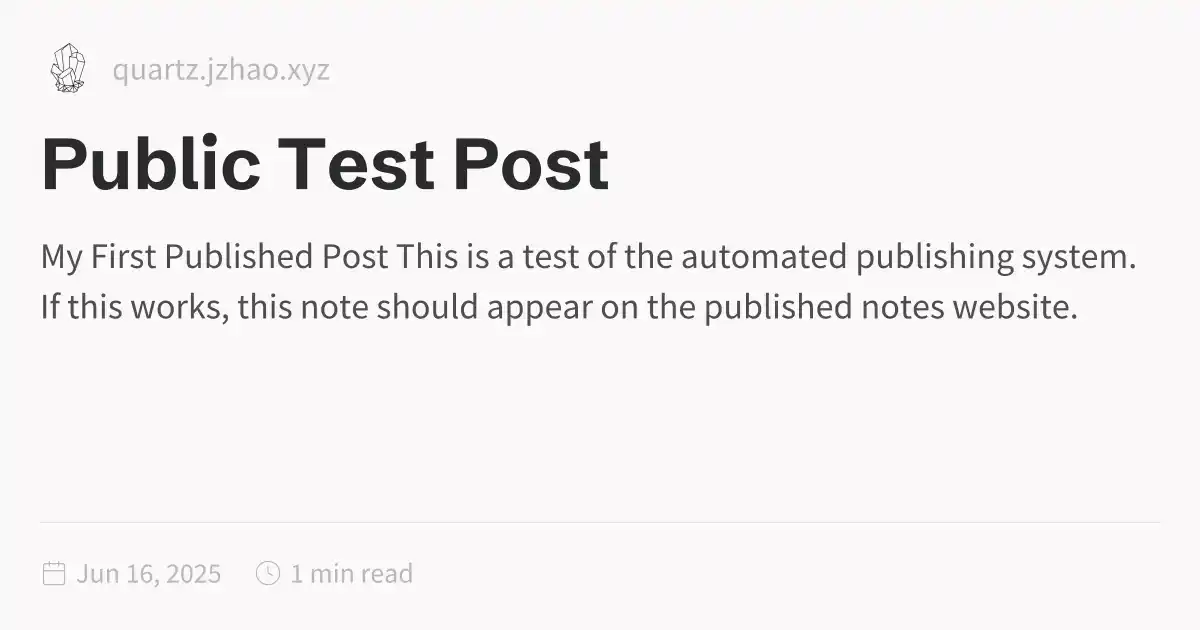 quartz.jzhao.xyz
Public Test Post
My First Published Post This is a test of the automated publishing system.
If this works, this note should appear on the published notes website.
Jun 16, 2025 1 min read